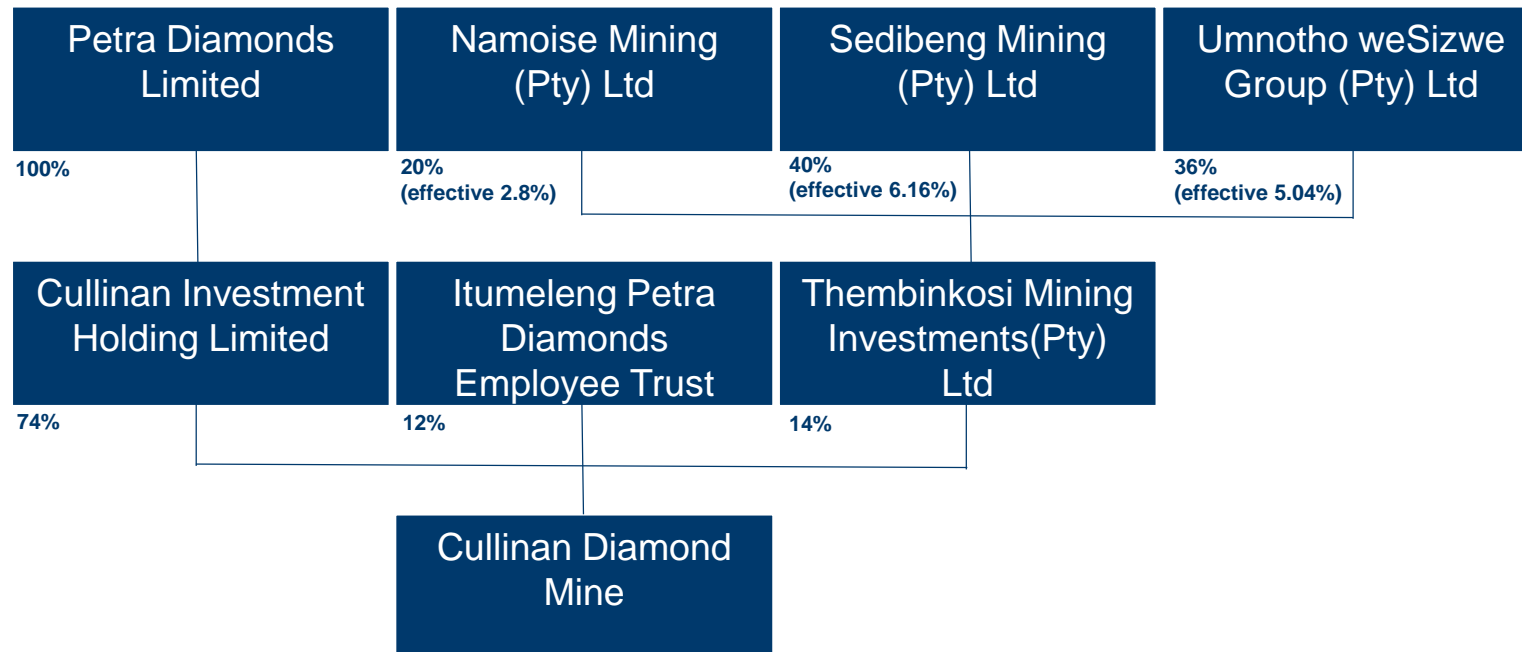 Petra Diamonds
Limited
Namoise Mining
(Pty) Ltd
Sedibeng Mining
(Pty) Ltd
Umnotho weSizwe
Group (Pty) Ltd
100%
20%
(effective 2.8%)
40%
(effective 6.16%)
36%
(effective 5.04%)
Cullinan Investment
Holding Limited
Itumeleng Petra
Diamonds
Employee Trust
Thembinkosi Mining
Investments(Pty)
Ltd
74%
12%
14%
Cullinan Diamond
Mine